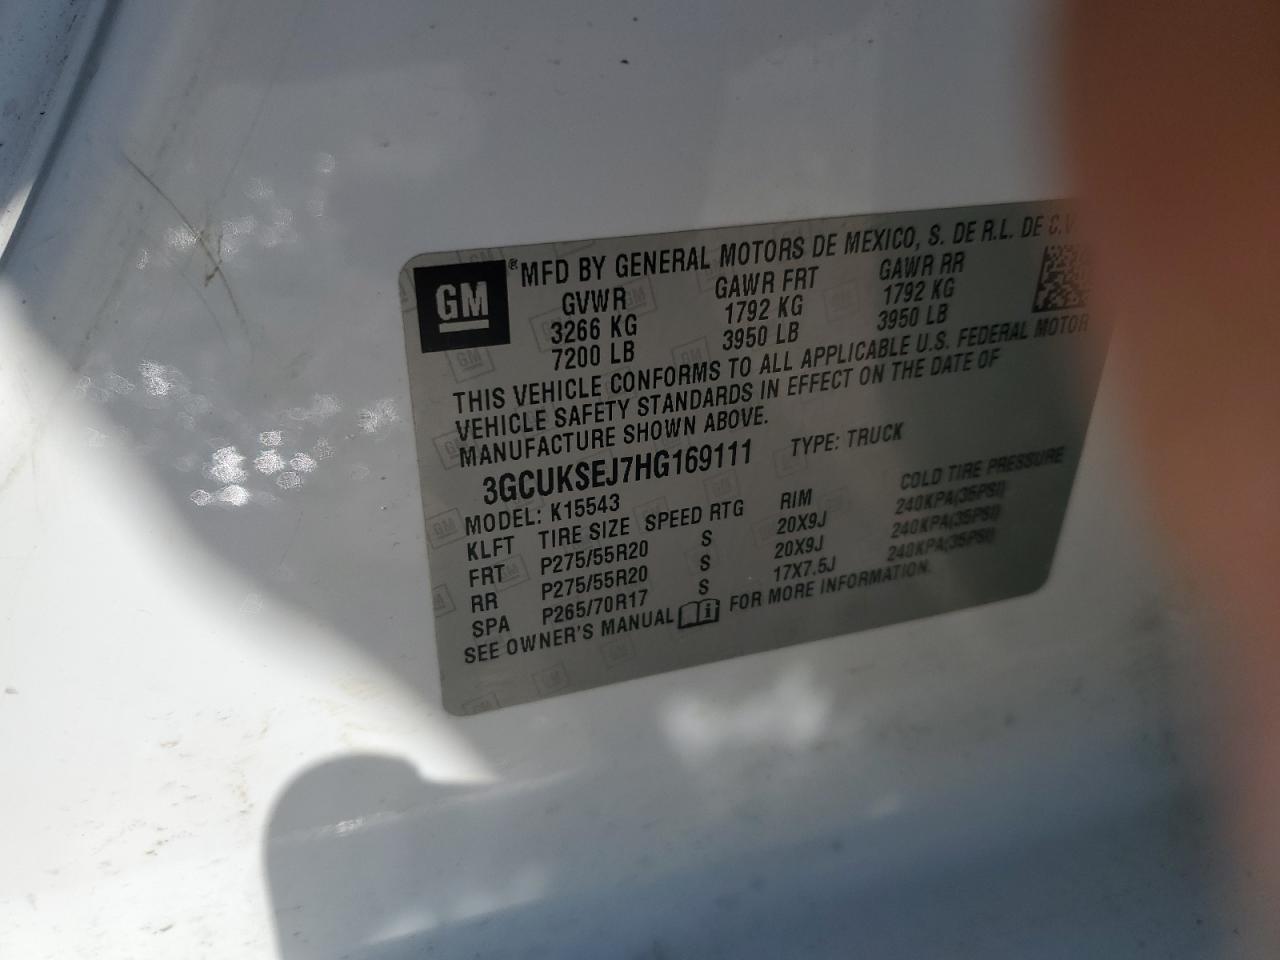 GM ® MFD BY GENERAL MOTORS DE MEXICO, S. DE R.L. DE C.V
GVWR GAWR FRT GAWR RR
3266 KG 1792 KG 1792 KG
7200 LB 3950 LB 3950 LB
THIS VEHICLE CONFORMS TO ALL APPLICABLE U.S. FEDERAL MOTOR
VEHICLE SAFETY STANDARDS IN EFFECT ON THE DATE OF
MANUFACTURE SHOWN ABOVE.
3GCUKSEJ7HG169111 TYPE: TRUCK
MODEL: K15543
KLFT TIRE SIZE SPEED RTG RIM COLD TIRE PRESSURE
FRT P275/55R20 S 20X9J 240KPA(35PSI)
RR P275/55R20 S 20X9J 240KPA(35PSI)
SPA P265/70R17 S 17X7.5J 240KPA(35PSI)
SEE OWNER'S MANUAL i FOR MORE INFORMATION.